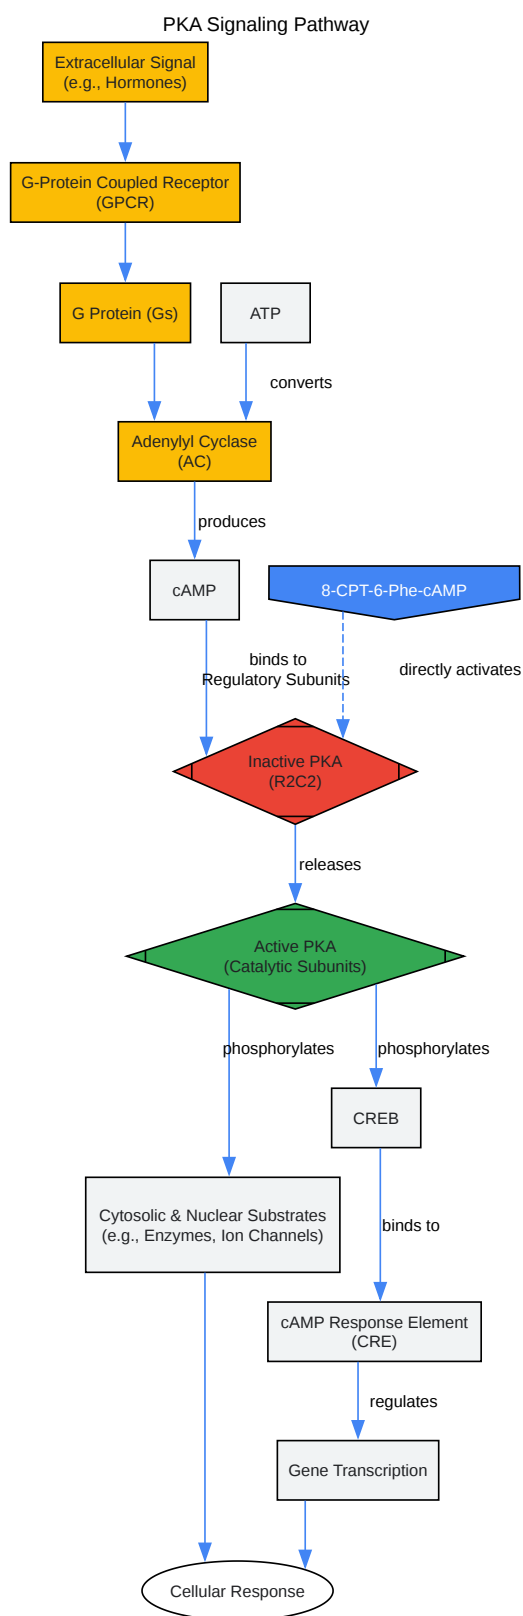 PKA Signaling Pathway
Extracellular Signal
(e.g., Hormones)
G-Protein Coupled Receptor
(GPCR)
G Protein (Gs)
ATP
converts
Adenylyl Cyclase
(AC)
produces
cAMP
8-CPT-6-Phe-cAMP
binds to
Regulatory Subunits
directly activates
Inactive PKA
(R2C2)
releases
Active PKA
(Catalytic Subunits)
phosphorylates
phosphorylates
CREB
Cytosolic & Nuclear Substrates
(e.g., Enzymes, Ion Channels)
binds to
cAMP Response Element
(CRE)
regulates
Gene Transcription
Cellular Response